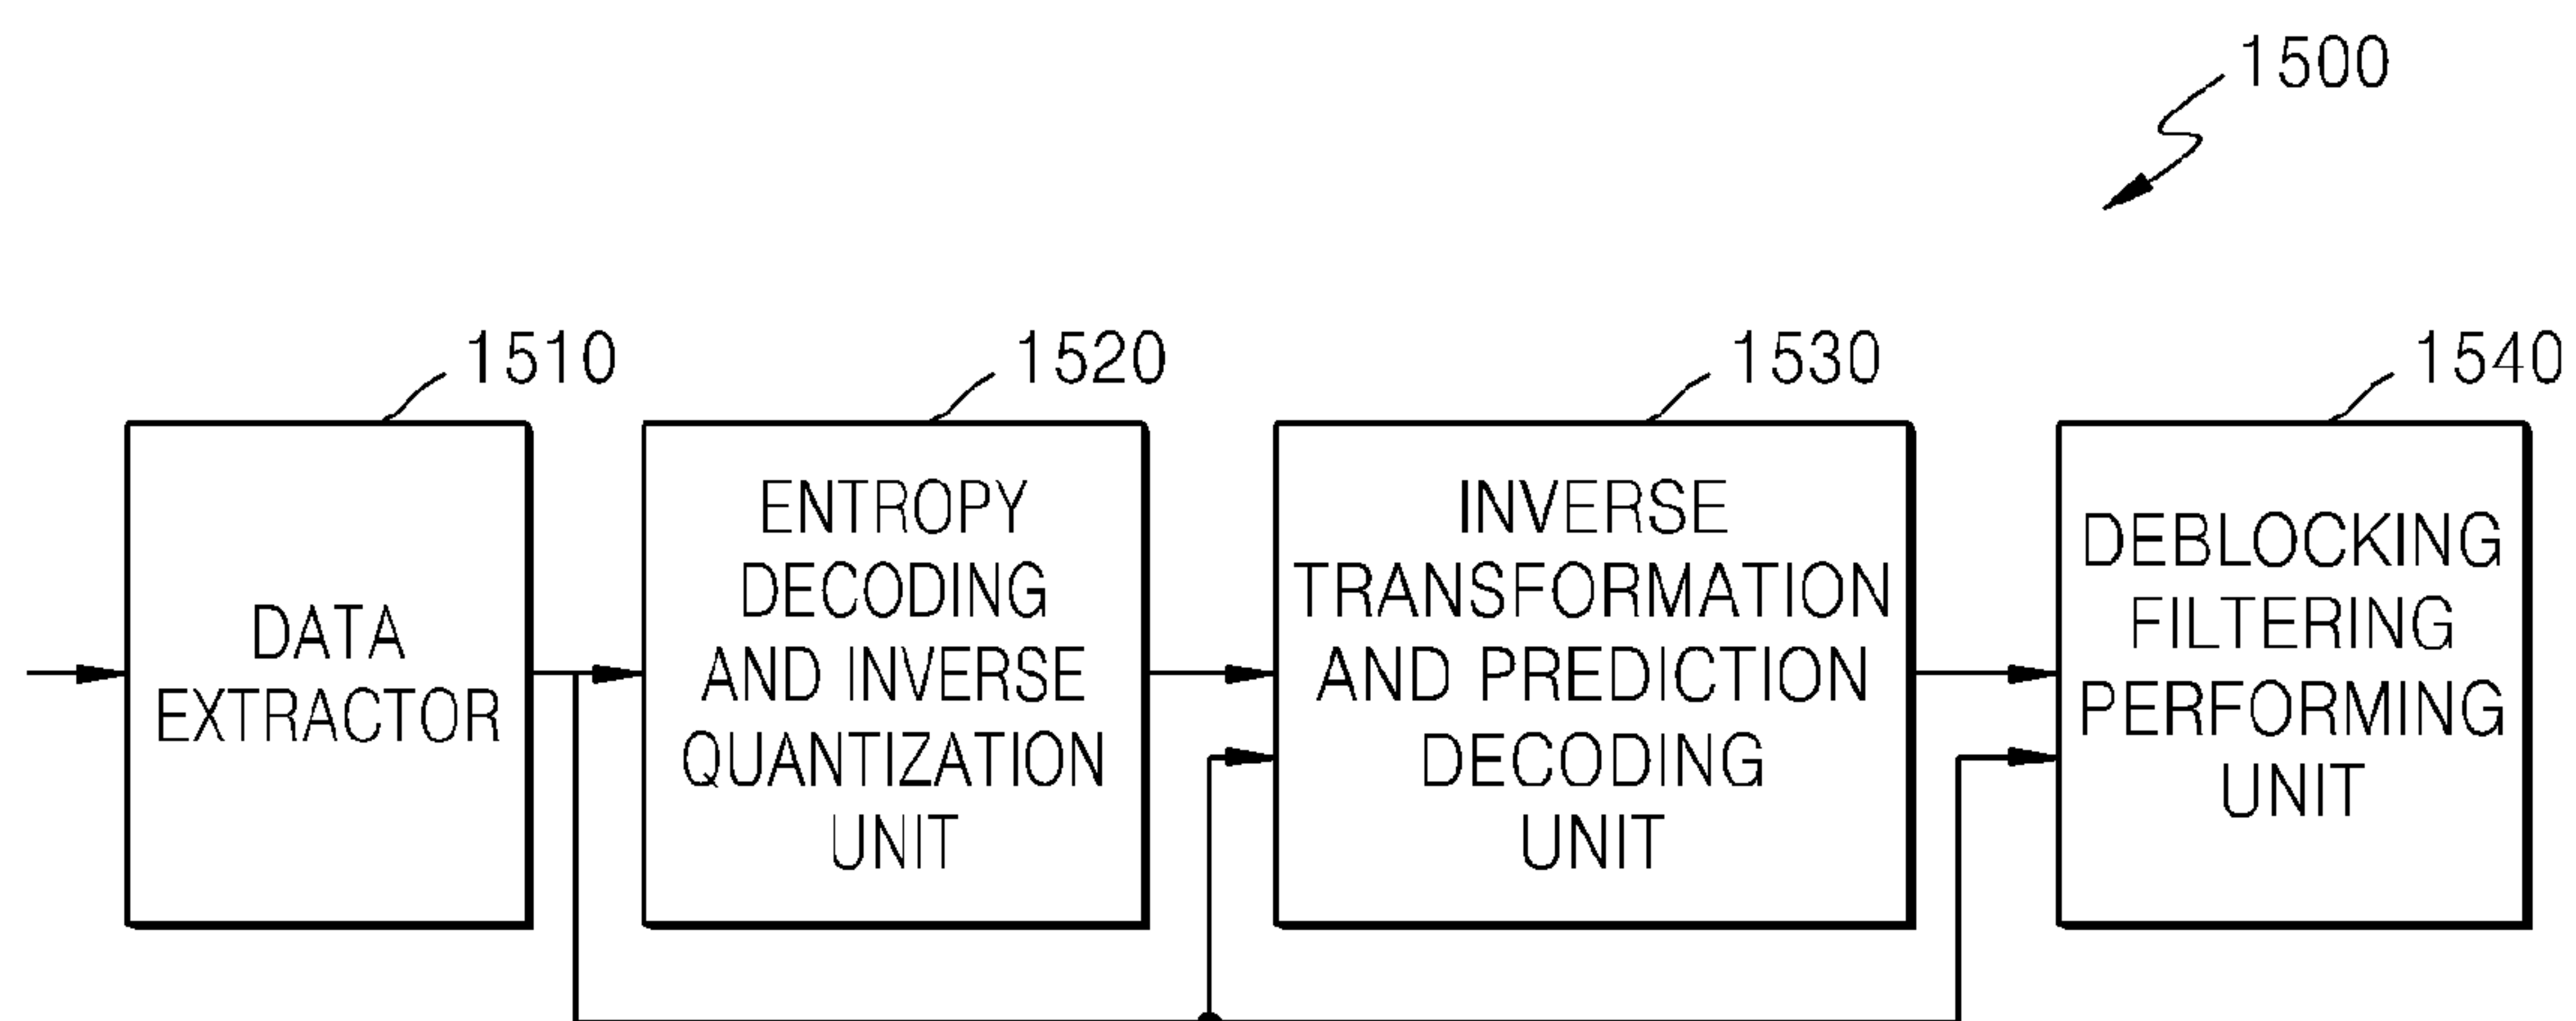 1500
1510
1520
1530
1540
DATA
EXTRACTOR
ENTROPY
DECODING
AND INVERSE
QUANTIZATION
UNIT
INVERSE
TRANSFORMATION
AND PREDICTION
DECODING
UNIT
DEBLOCKING
FILTERING
PERFORMING
UNIT